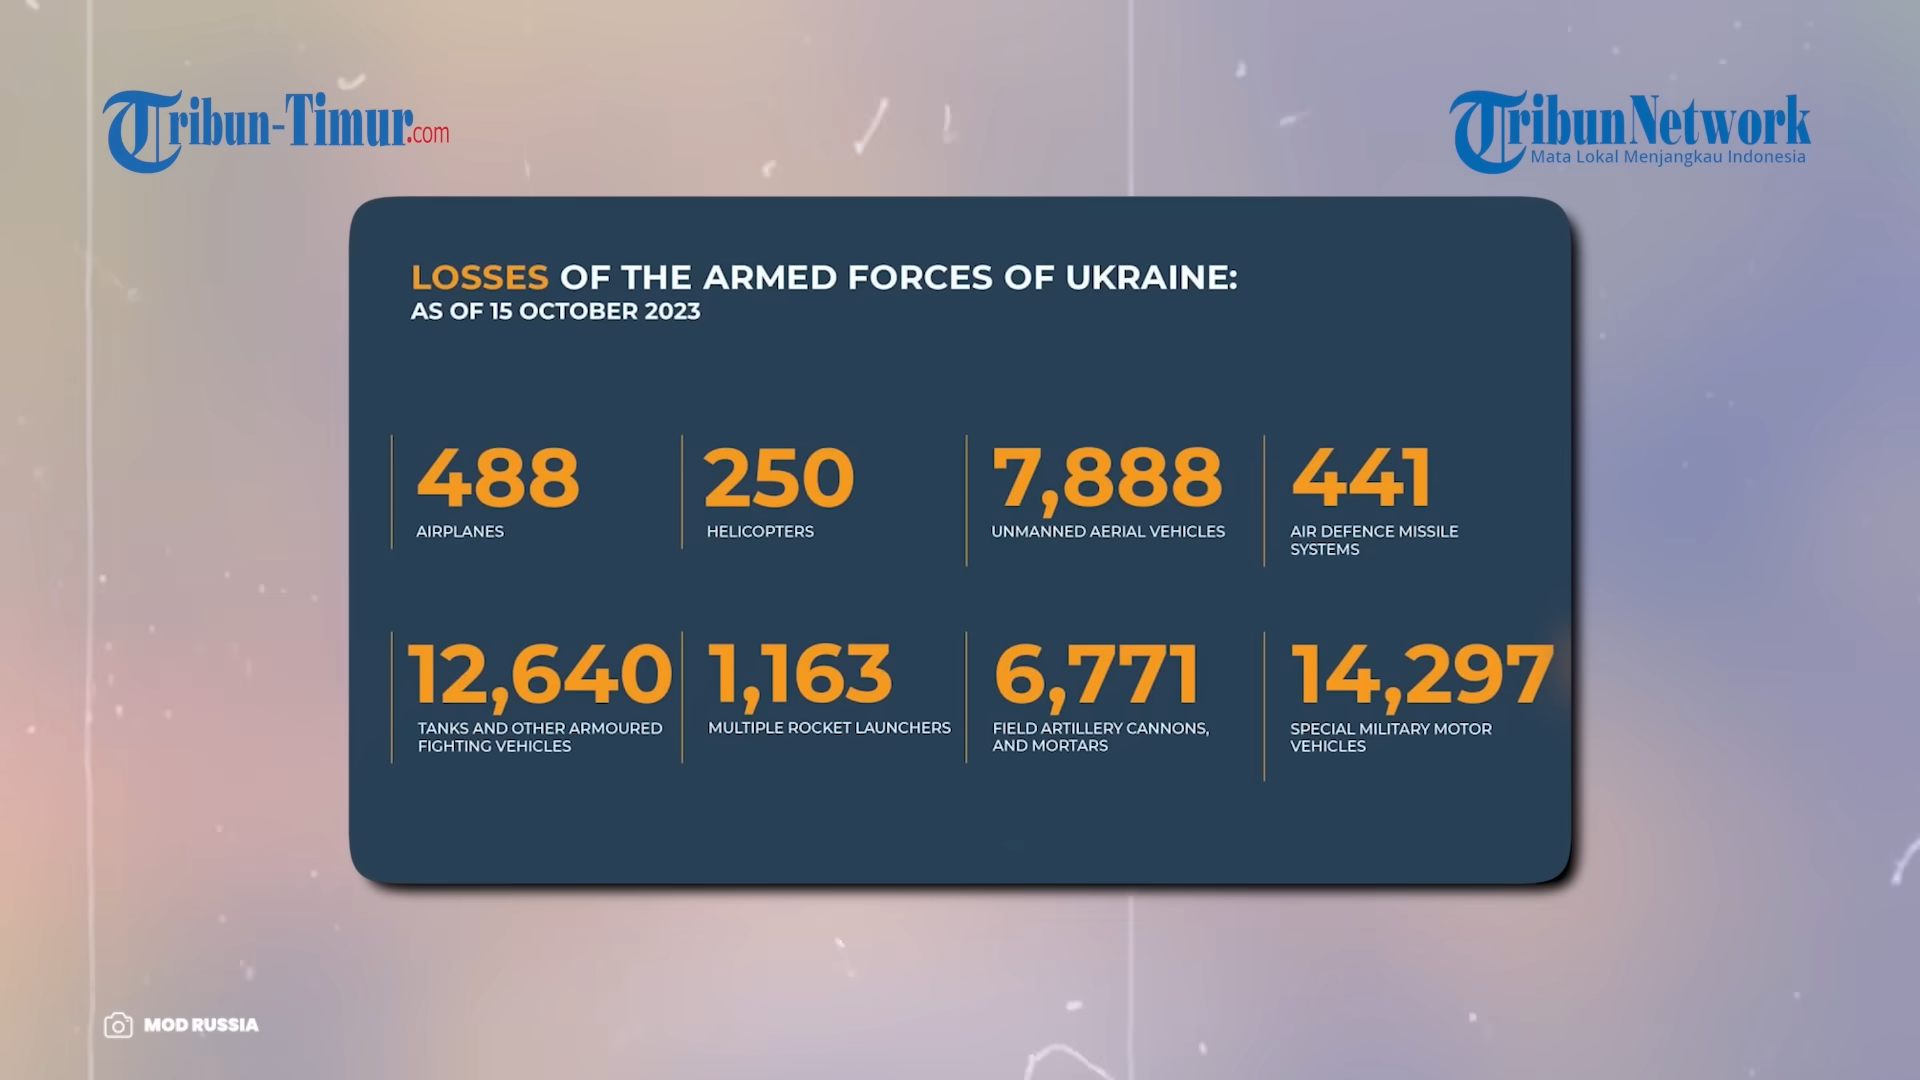 Tribun-Timur.com
TribunNetwork
Mata Lokal Menjangkau Indonesia
LOSSES OF THE ARMED FORCES OF UKRAINE:
AS OF 15 OCTOBER 2023
488
AIRPLANES
250
HELICOPTERS
7,888
UNMANNED AERIAL VEHICLES
441
AIR DEFENCE MISSILE
SYSTEMS
12,640
TANKS AND OTHER ARMOURED
FIGHTING VEHICLES
1,163
MULTIPLE ROCKET LAUNCHERS
6,771
FIELD ARTILLERY CANNONS,
AND MORTARS
14,297
SPECIAL MILITARY MOTOR
VEHICLES
MOD RUSSIA